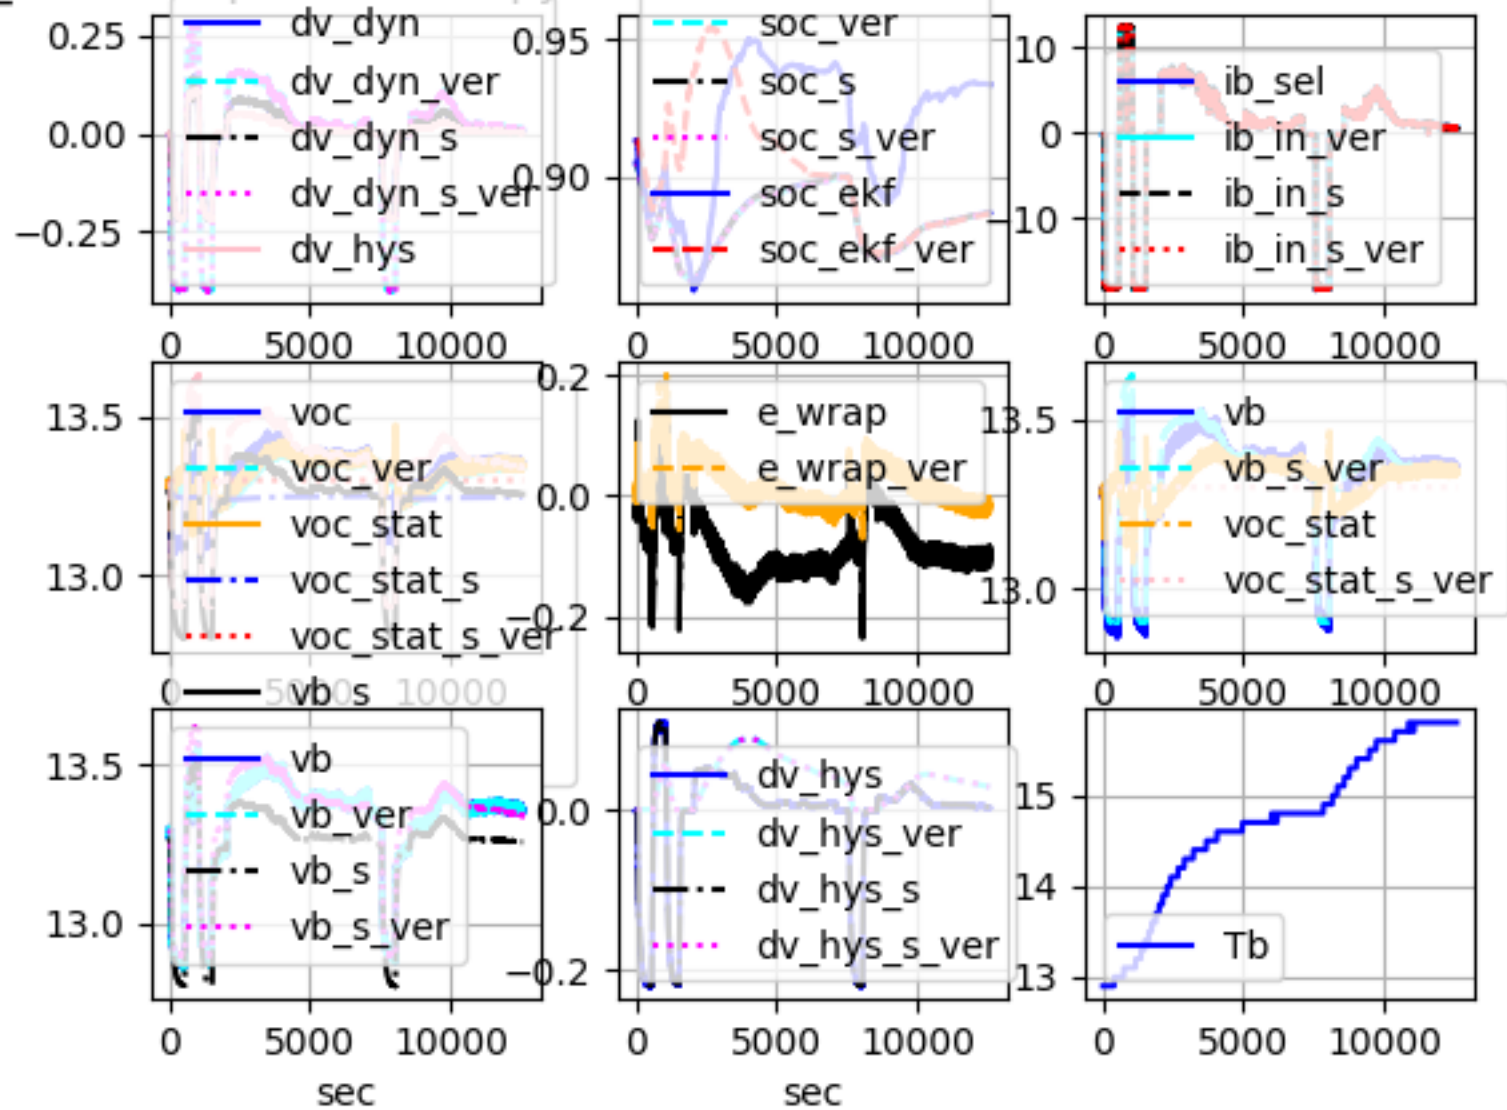 dv_dyn
dv_dyn_ver
dv_dyn_s
dv_dyn_s_ver
dv_hys
0.25
0.00
−0.25
0 5000 10000
soc_ver
soc_s
soc_s_ver
soc_ekf
soc_ekf_ver
0.95
0.90
0 5000 10000
ib_sel
ib_in_ver
ib_in_s
ib_in_s_ver
10
0
10
0 5000 10000
voc
voc_ver
voc_stat
voc_stat_s
voc_stat_s_ver
vb_s
13.5
13.0
0 10000
e_wrap
e_wrap_ver
0.2
0.0
−0.2
0 5000 10000
vb
vb_s_ver
voc_stat
voc_stat_s_ver
13.5
13.0
0 5000 10000
vb
vb_ver
vb_s
vb_s_ver
13.5
13.0
0 5000 10000
sec
dv_hys
dv_hys_ver
dv_hys_s
dv_hys_s_ver
0.0
−0.2
0 5000 10000
sec
Tb
15
14
13
0 5000 10000